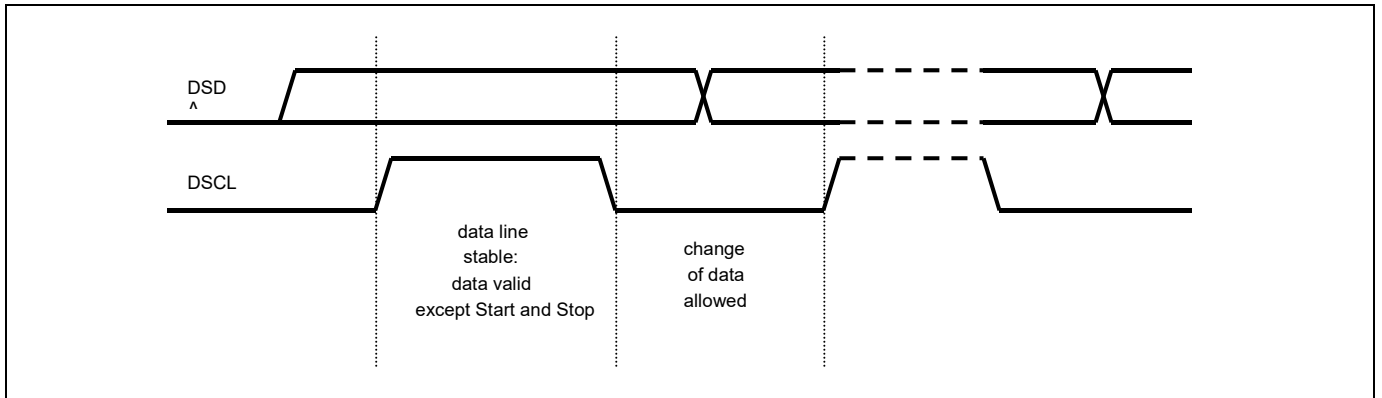 DSD
^
DSCL
data line
stable:
data valid
except Start and Stop
change
of data
allowed